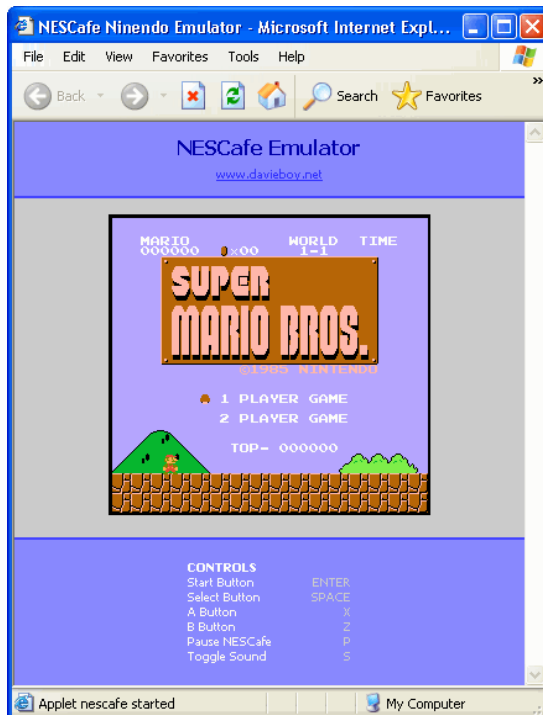 NESCafe Ninendo Emulator - Microsoft Internet Expl...
File Edit View Favorites Tools Help
Back Search Favorites »
NESCafe Emulator
www.davieboy.net
MARIO WORLD TIME
000000 ×00 1-1
SUPER
MARIO BROS.
©1985 NINTENDO
1 PLAYER GAME
2 PLAYER GAME
TOP- 000000
CONTROLS
Start Button ENTER
Select Button SPACE
A Button X
B Button Z
Pause NESCafe P
Toggle Sound S
Applet nescafe started My Computer